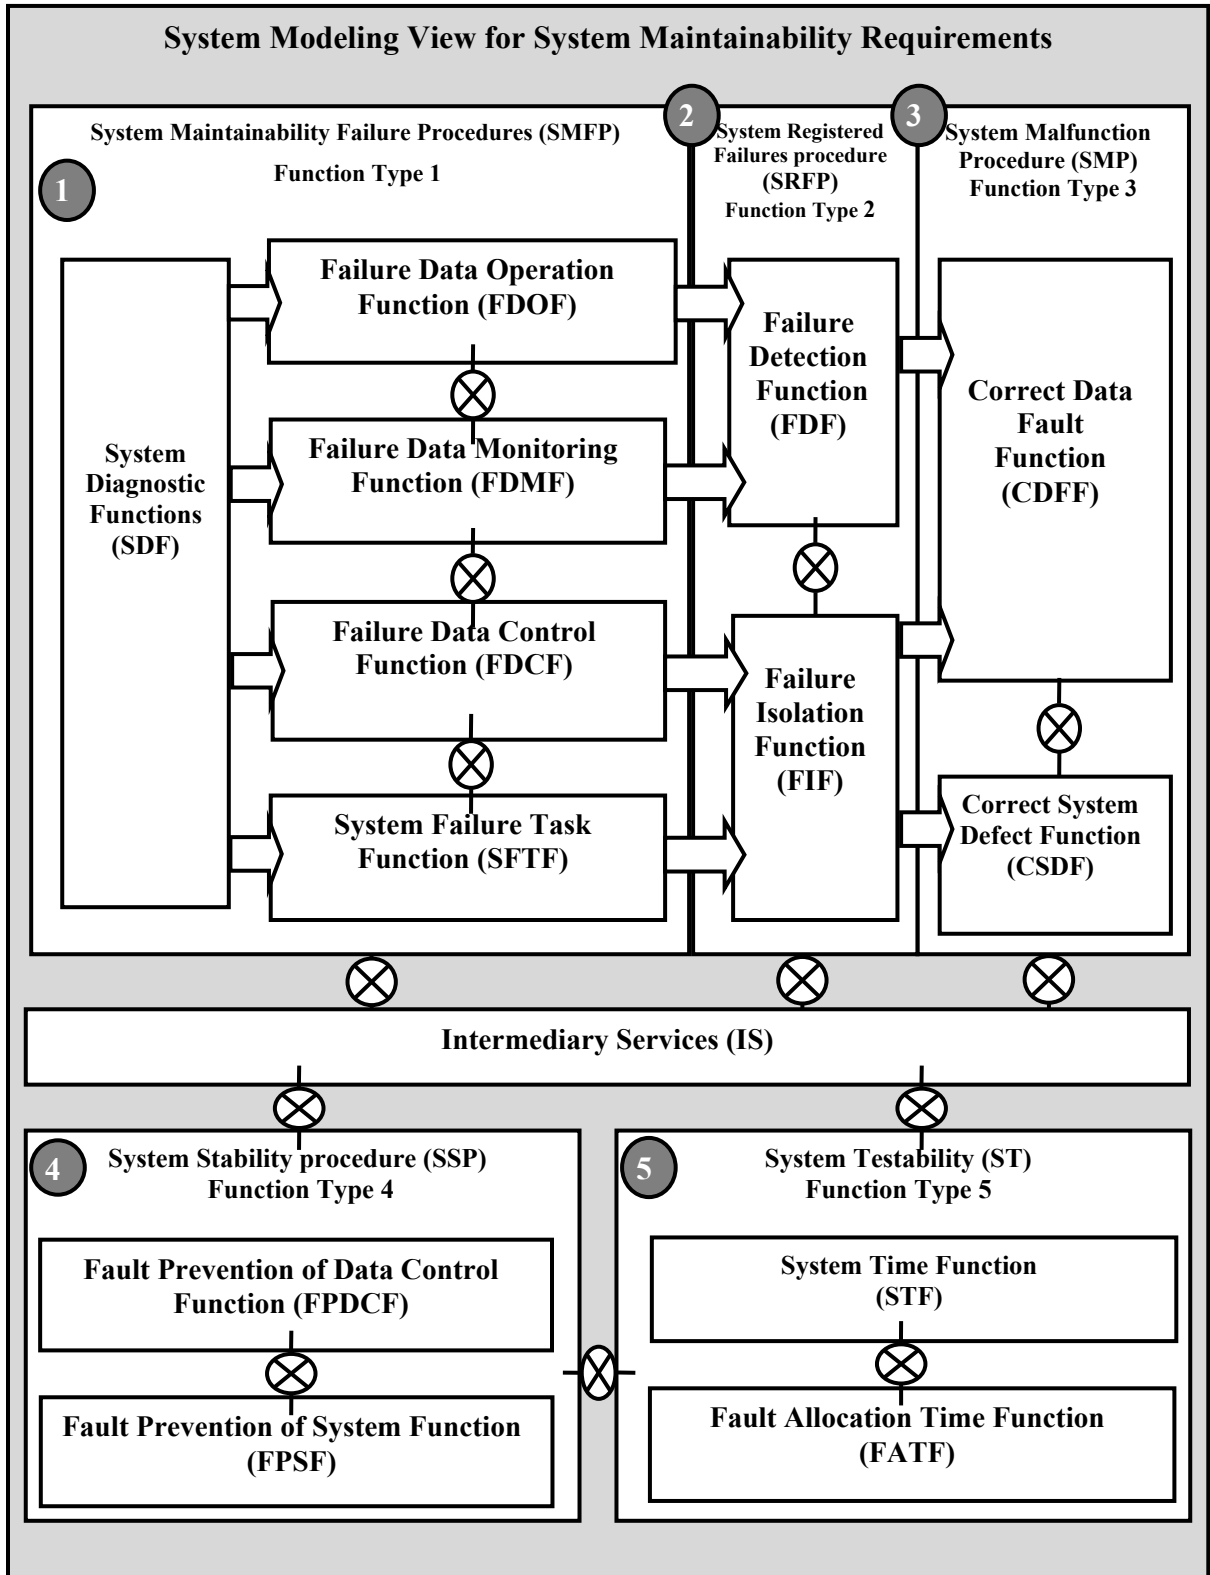 System Modeling View for System Maintainability Requirements
1
System Maintainability Failure Procedures (SMFP)
Function Type 1
2
System Registered
Failures procedure
(SRFP)
Function Type 2
3
System Malfunction
Procedure (SMP)
Function Type 3
System
Diagnostic
Functions
(SDF)
Failure Data Operation
Function (FDOF)
Failure Data Monitoring
Function (FDMF)
Failure Data Control
Function (FDCF)
System Failure Task
Function (SFTF)
Failure
Detection
Function
(FDF)
Failure
Isolation
Function
(FIF)
Correct Data
Fault
Function
(CDFF)
Correct System
Defect Function
(CSDF)
Intermediary Services (IS)
4
System Stability procedure (SSP)
Function Type 4
Fault Prevention of Data Control
Function (FPDCF)
Fault Prevention of System Function
(FPSF)
5
System Testability (ST)
Function Type 5
System Time Function
(STF)
Fault Allocation Time Function
(FATF)